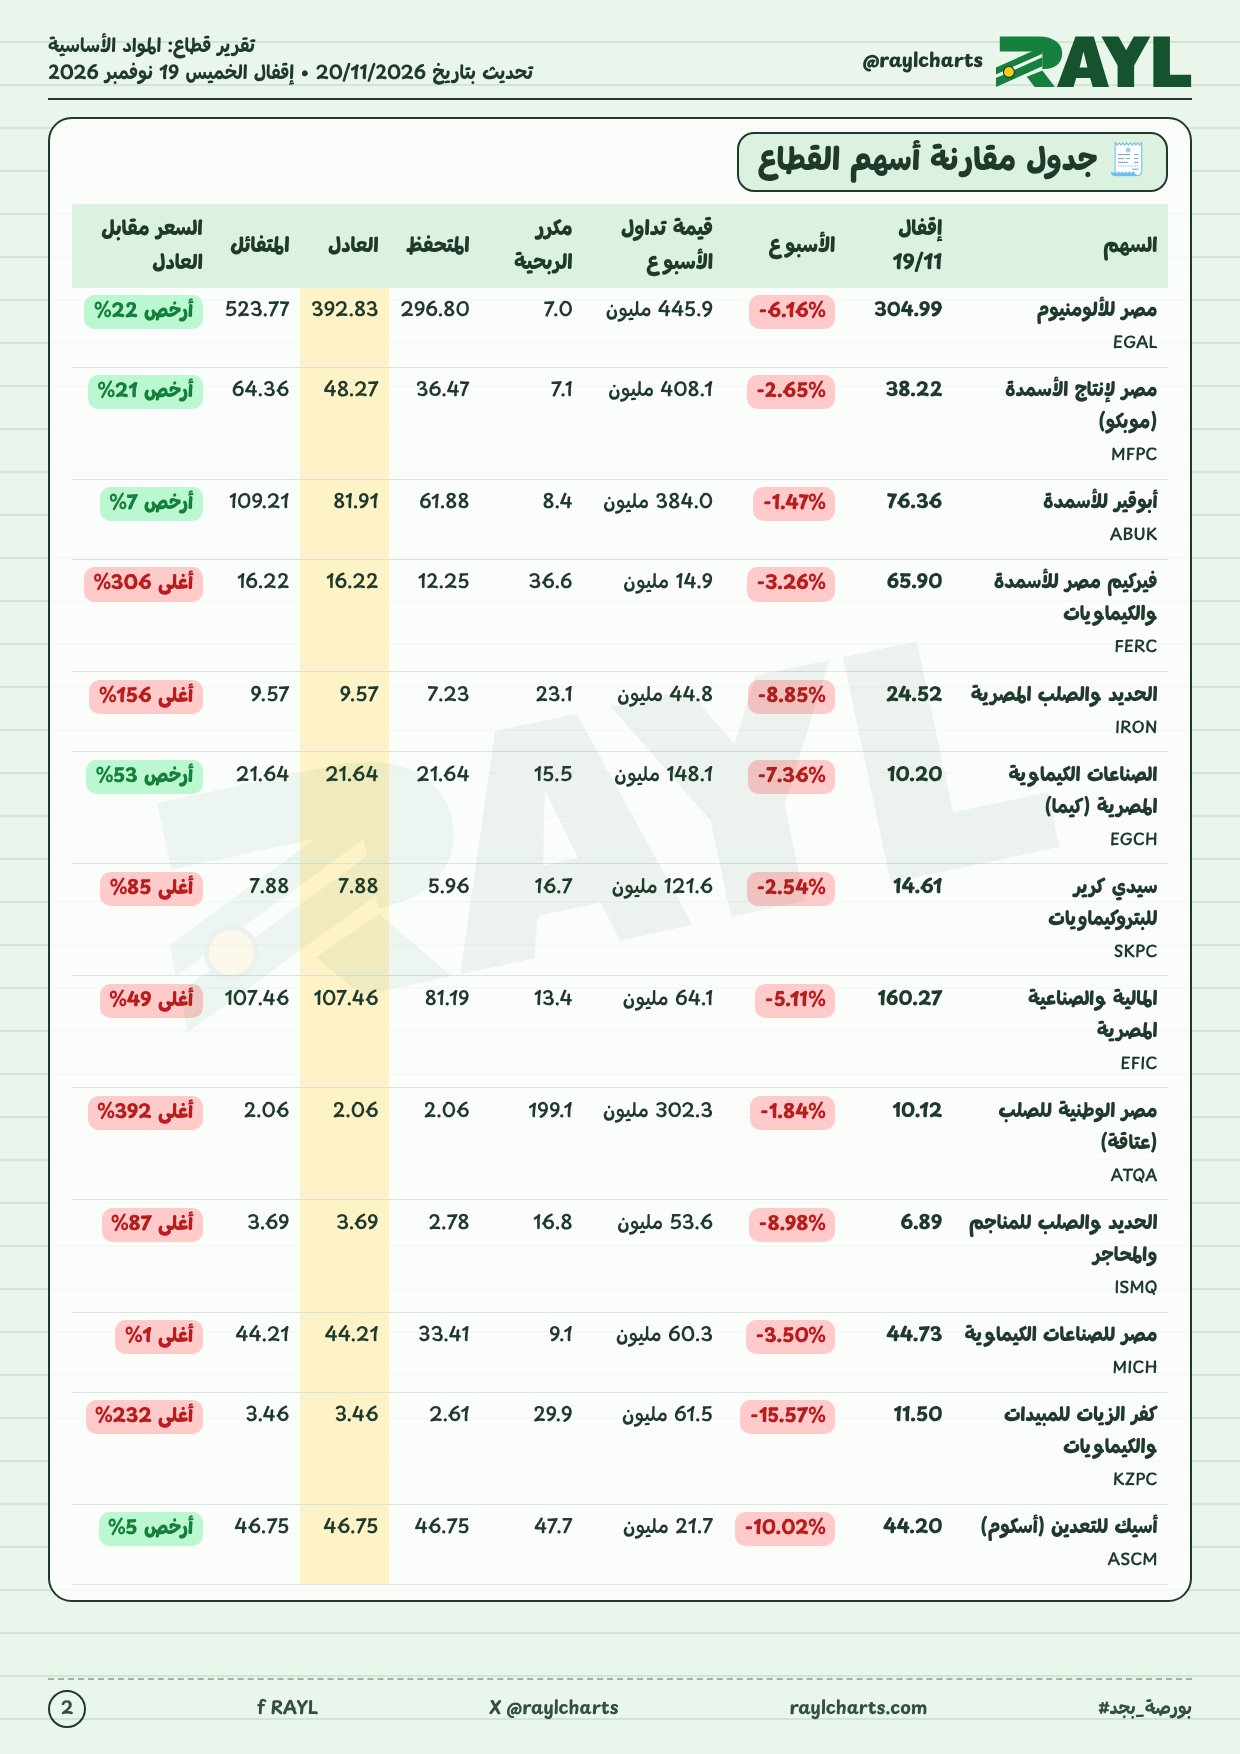 RAYL @raylcharts
تقرير قطاع: المواد الأساسية
تحديث بتاريخ 20/11/2026 • إقفال الخميس 19 نوفمبر 2026
جدول مقارنة أسهم القطاع
السهم إقفال 19/11 الأسبوع قيمة تداول الأسبوع مكرر الربحية المتحفظ العادل المتفائل السعر مقابل العادل
مصر للألومنيوم 304.99 -6.16% 445.9 مليون 7.0 296.80 392.83 523.77 أرخص 22%
EGAL
مصر لإنتاج الأسمدة 38.22 -2.65% 408.1 مليون 7.1 36.47 48.27 64.36 أرخص 21%
(موبكو)
MFPC
أبوقير للأسمدة 76.36 -1.47% 384.0 مليون 8.4 61.88 81.91 109.21 أرخص 7%
ABUK
فيركيم مصر للأسمدة 65.90 -3.26% 14.9 مليون 36.6 12.25 16.22 16.22 أغلى 306%
والكيماويات
FERC
الحديد والصلب المصرية 24.52 -8.85% 44.8 مليون 23.1 7.23 9.57 9.57 أغلى 156%
IRON
الصناعات الكيماوية 10.20 -7.36% 148.1 مليون 15.5 21.64 21.64 21.64 أرخص 53%
المصرية (كيما)
EGCH
سيدي كرير 14.61 -2.54% 121.6 مليون 16.7 5.96 7.88 7.88 أغلى 85%
للبتروكيماويات
SKPC
المالية والصناعية 160.27 -5.11% 64.1 مليون 13.4 81.19 107.46 107.46 أغلى 49%
المصرية
EFIC
مصر الوطنية للصلب 10.12 -1.84% 302.3 مليون 199.1 2.06 2.06 2.06 أغلى 392%
(عتاقة)
ATQA
الحديد والصلب للمناجم 6.89 -8.98% 53.6 مليون 16.8 2.78 3.69 3.69 أغلى 87%
والمحاجر
ISMQ
مصر للصناعات الكيماوية 44.73 -3.50% 60.3 مليون 9.1 33.41 44.21 44.21 أغلى 1%
MICH
كفر الزيات للمبيدات 11.50 -15.57% 61.5 مليون 29.9 2.61 3.46 3.46 أغلى 232%
والكيماويات
KZPC
أسيك للتعدين (أسكوم) 44.20 -10.02% 21.7 مليون 47.7 46.75 46.75 46.75 أرخص 5%
ASCM
RAYL
#بورصة_بجد raylcharts.com X @raylcharts f RAYL 2